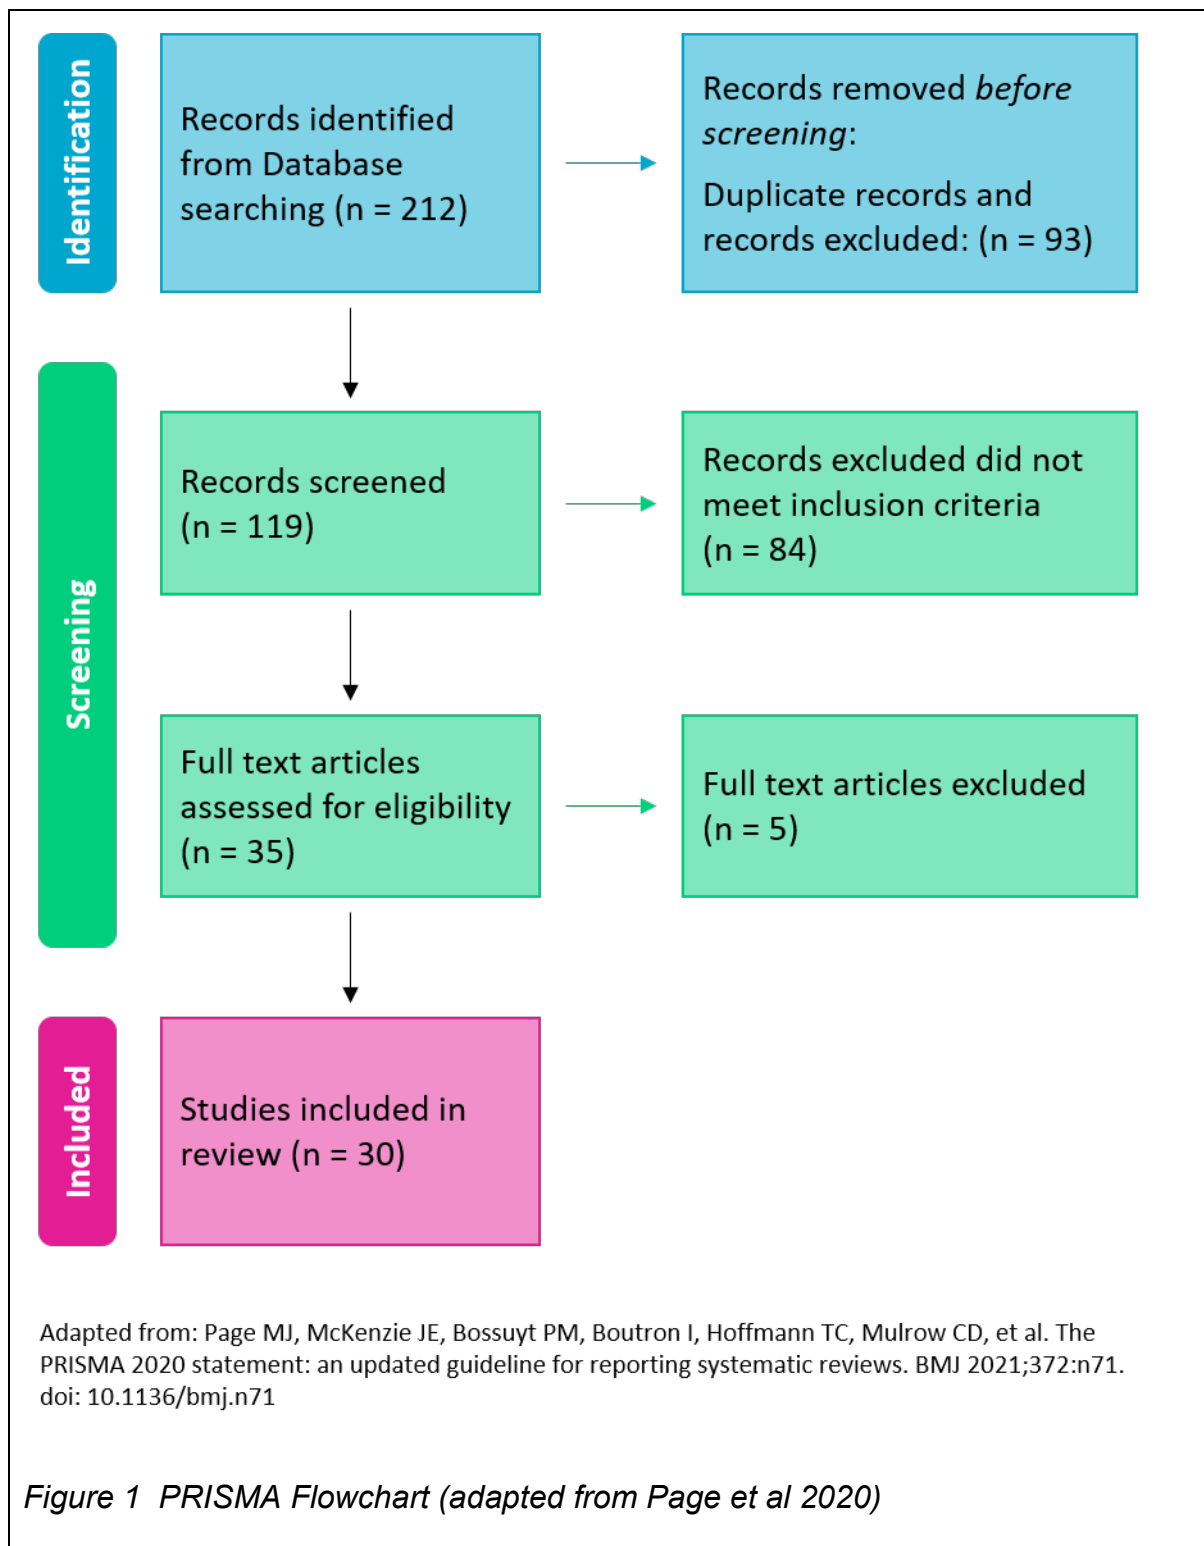 Identification
Records identified
from Database
searching (n = 212)
Records removed before
screening:
Duplicate records and
records excluded: (n = 93)
Screening
Records screened
(n = 119)
Records excluded did not
meet inclusion criteria
(n = 84)
Full text articles
assessed for eligibility
(n = 35)
Full text articles excluded
(n = 5)
Included
Studies included in
review (n = 30)
Adapted from: Page MJ, McKenzie JE, Bossuyt PM, Boutron I, Hoffmann TC, Mulrow CD, et al. The
PRISMA 2020 statement: an updated guideline for reporting systematic reviews. BMJ 2021;372:n71.
doi: 10.1136/bmj.n71
Figure 1  PRISMA Flowchart (adapted from Page et al 2020)